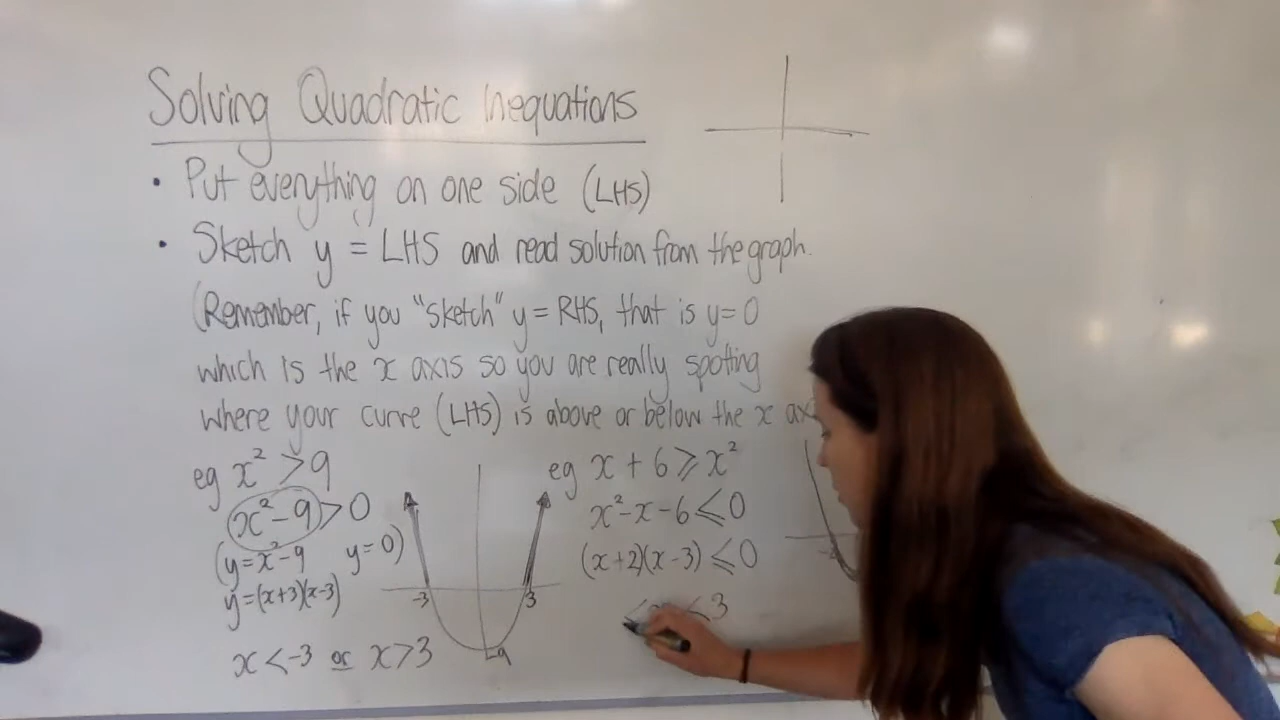 Solving Quadratic Inequations
• Put everything on one side (LHS)
• Sketch y = LHS and read solution from the graph.
(Remember, if you "sketch" y = RHS, that is y=0
which is the x axis so you are really spotting
where your curve (LHS) is above or below the x
eg x² > 9
x²-9 > 0
(y = x²-9 y = 0)
y = (x+3)(x-3)
x < -3 or x > 3
-3
3
-9
eg x + 6 ⩾ x²
x² - x - 6 ⩽ 0
(x+2)(x-3) ⩽ 0
3